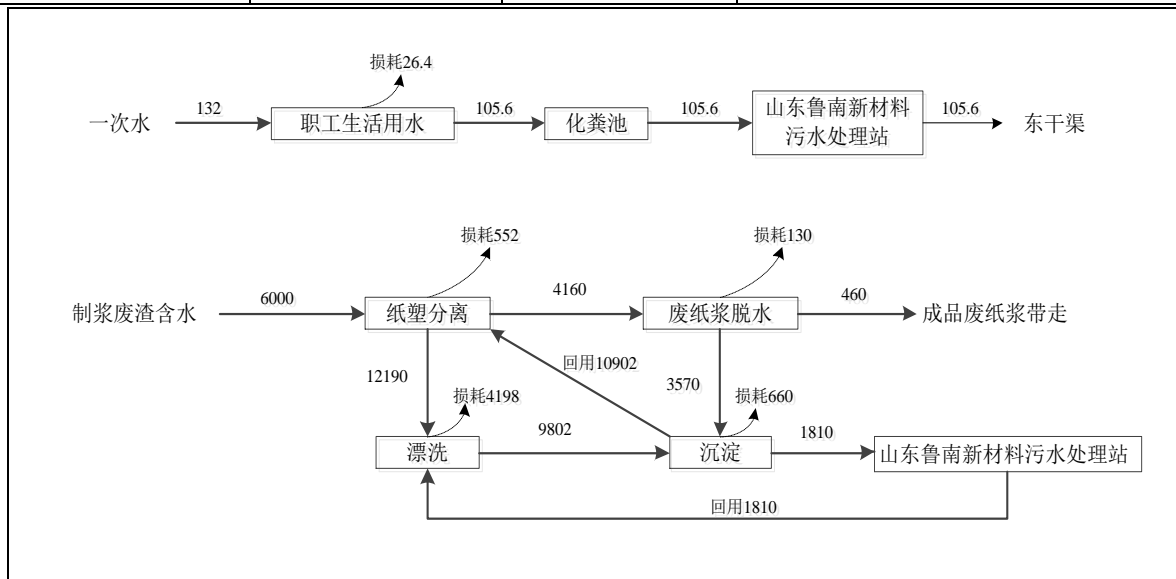 损耗26.4
一次水
132
职工生活用水
105.6
化粪池
105.6
山东鲁南新材料
污水处理站
105.6
东干渠
损耗552
损耗130
制浆废渣含水
6000
纸塑分离
4160
废纸浆脱水
460
成品废纸浆带走
12190
回用10902
3570
损耗4198
损耗660
漂洗
9802
沉淀
1810
山东鲁南新材料污水处理站
回用1810